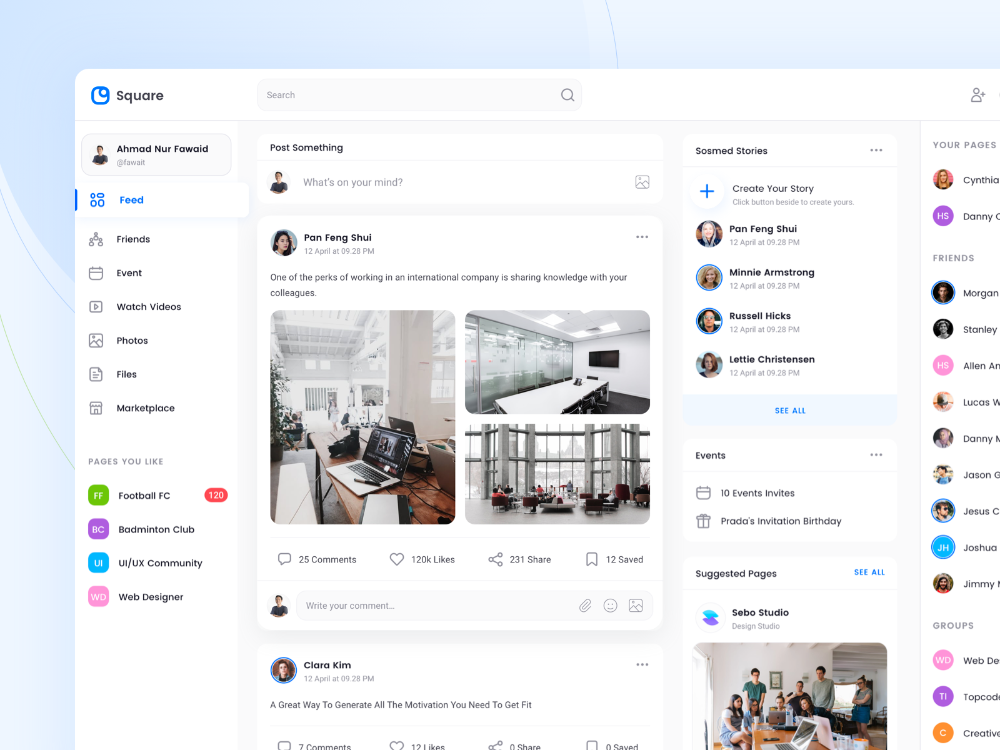 Square
Search
Ahmad Nur Fawaid
@fawait
Feed
Friends
Event
Watch Videos
Photos
Files
Marketplace
PAGES YOU LIKE
FF
Football FC
120
BC
Badminton Club
UI
UI/UX Community
WD
Web Designer
Post Something
What's on your mind?
Pan Feng Shui
12 April at 09.28 PM
One of the perks of working in an international company is sharing knowledge with your
colleagues.
25 Comments
120k Likes
231 Share
12 Saved
Write your comment...
Clara Kim
12 April at 09.28 PM
A Great Way To Generate All The Motivation You Need To Get Fit
7 Comments
12 Likes
0 Share
0 Saved
Sosmed Stories
Create Your Story
Click button beside to create yours.
Pan Feng Shui
12 April at 09.28 PM
Minnie Armstrong
12 April at 09.28 PM
Russell Hicks
12 April at 09.28 PM
Lettie Christensen
12 April at 09.28 PM
SEE ALL
Events
10 Events Invites
Prada's Invitation Birthday
Suggested Pages
SEE ALL
Sebo Studio
Design Studio
YOUR PAGES
Cynthia
HS
Danny
FRIENDS
Morgan
Stanley
HS
Allen
Lucas
Danny
Jason
Jesus
JH
Joshua
Jimmy
GROUPS
WD
Web
TI
Topcod
C
Creative